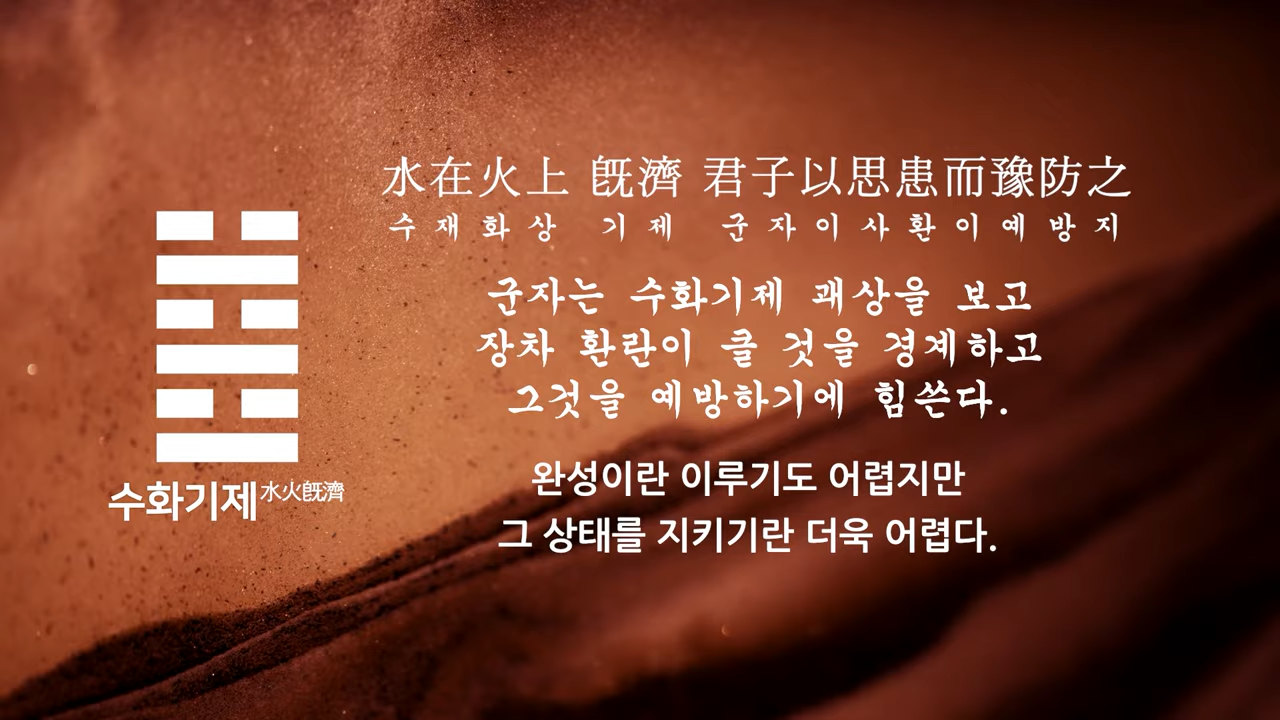 水在火上 旣濟 君子以思患而豫防之
수재화상 기제 군자이사환이예방지
군자는 수화기제 괘상을 보고
장차 환란이 클 것을 경계하고
그것을 예방하기에 힘쓴다.
완성이란 이루기도 어렵지만
그 상태를 지키기란 더욱 어렵다.
수화기제水火旣濟